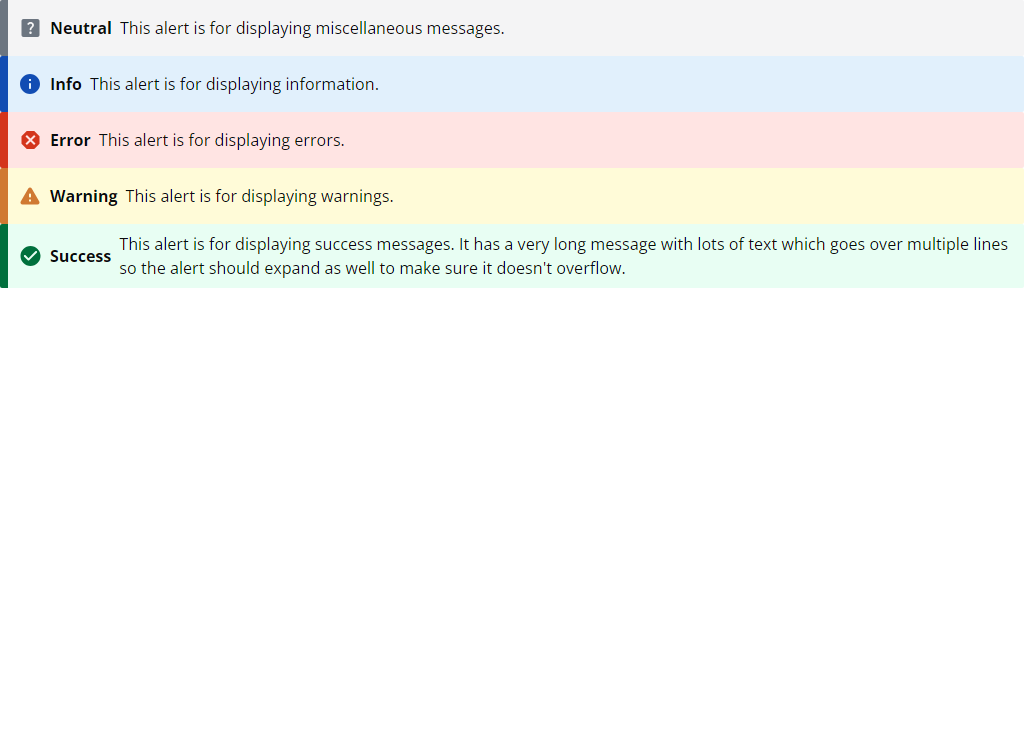 Neutral This alert is for displaying miscellaneous messages.
Info This alert is for displaying information.
Error This alert is for displaying errors.
Warning This alert is for displaying warnings.
Success This alert is for displaying success messages. It has a very long message with lots of text which goes over multiple lines
so the alert should expand as well to make sure it doesn't overflow.